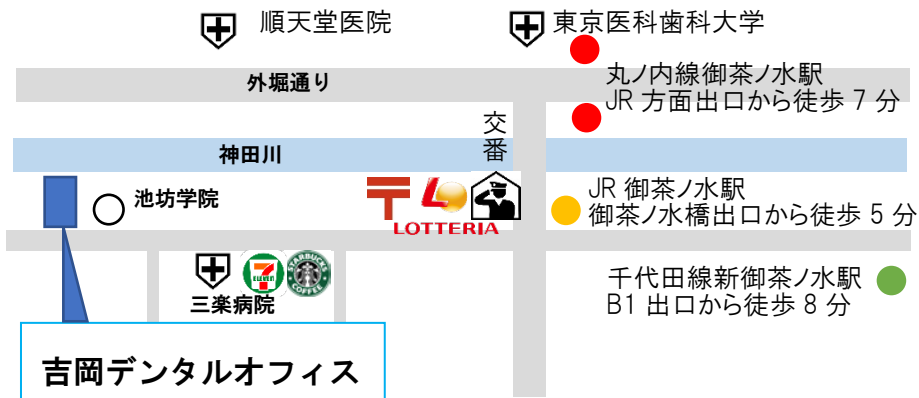 順天堂医院
東京医科歯科大学
外堀通り
丸ノ内線御茶ノ水駅
JR 方面出口から徒歩 7 分
交番
神田川
池坊学院
LOTTERIA
JR 御茶ノ水駅
御茶ノ水橋出口から徒歩 5 分
三楽病院
7
ELEVEn
STARBUCKS
COFFEE
千代田線新御茶ノ水駅
B1 出口から徒歩 8 分
吉岡デンタルオフィス